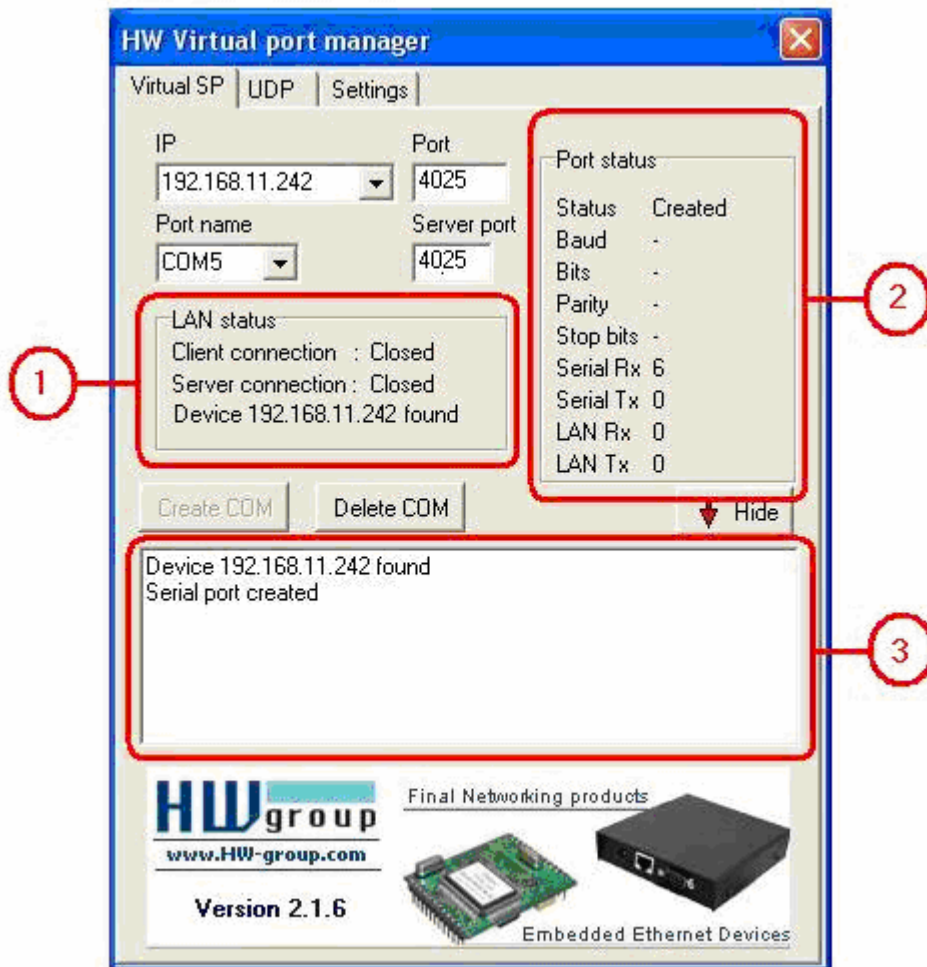 HW Virtual port manager
Virtual SP UDP Settings
IP Port
192.168.11.242 4025
Port name Server port
COM5 4025
LAN status
Client connection : Closed
Server connection : Closed
Device 192.168.11.242 found
1
Port status
Status Created
Baud -
Bits -
Parity -
Stop bits -
Serial Rx 6
Serial Tx 0
LAN Rx 0
LAN Tx 0
2
Create COM Delete COM Hide
Device 192.168.11.242 found
Serial port created
3
HW group
www.HW-group.com
Version 2.1.6
Final Networking products
Embedded Ethernet Devices